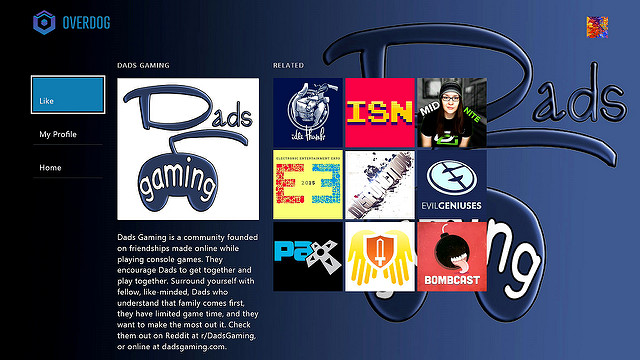 OVERDOG
DADS GAMING
RELATED
Like
My Profile
Home
Dads
gaming
idle thumbs
ISN
MID
NITE
ELECTRONIC ENTERTAINMENT EXPO
E3
2015
EVILGENIUSES
PAX
BOMBCAST
Dads
ng
Dads Gaming is a community founded
on friendships made online while
playing console games. They
encourage Dads to get together and
play together. Surround yourself with
fellow, like-minded, Dads who
understand that family comes first,
they have limited game time, and they
want to make the most out it. Check
them out on Reddit at r/DadsGaming,
or online at dadsgaming.com.